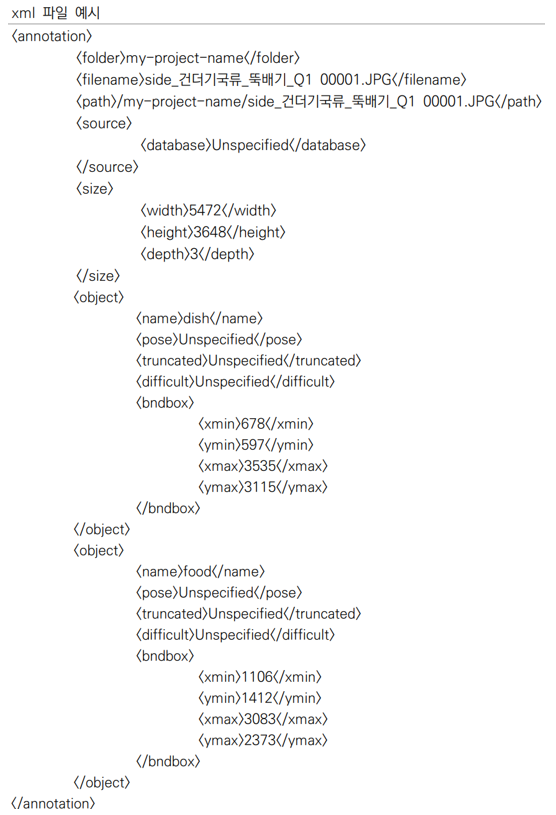 xml 파일 예시
〈annotation〉
〈folder〉my-project-name〈/folder〉
〈filename〉side_건더기국류_뚝배기_Q1 00001.JPG〈/filename〉
〈path〉/my-project-name/side_건더기국류_뚝배기_Q1 00001.JPG〈/path〉
〈source〉
〈database〉Unspecified〈/database〉
〈/source〉
〈size〉
〈width〉5472〈/width〉
〈height〉3648〈/height〉
〈depth〉3〈/depth〉
〈/size〉
〈object〉
〈name〉dish〈/name〉
〈pose〉Unspecified〈/pose〉
〈truncated〉Unspecified〈/truncated〉
〈difficult〉Unspecified〈/difficult〉
〈bndbox〉
〈xmin〉678〈/xmin〉
〈ymin〉597〈/ymin〉
〈xmax〉3535〈/xmax〉
〈ymax〉3115〈/ymax〉
〈/bndbox〉
〈/object〉
〈object〉
〈name〉food〈/name〉
〈pose〉Unspecified〈/pose〉
〈truncated〉Unspecified〈/truncated〉
〈difficult〉Unspecified〈/difficult〉
〈bndbox〉
〈xmin〉1106〈/xmin〉
〈ymin〉1412〈/ymin〉
〈xmax〉3083〈/xmax〉
〈ymax〉2373〈/ymax〉
〈/bndbox〉
〈/object〉
〈/annotation〉